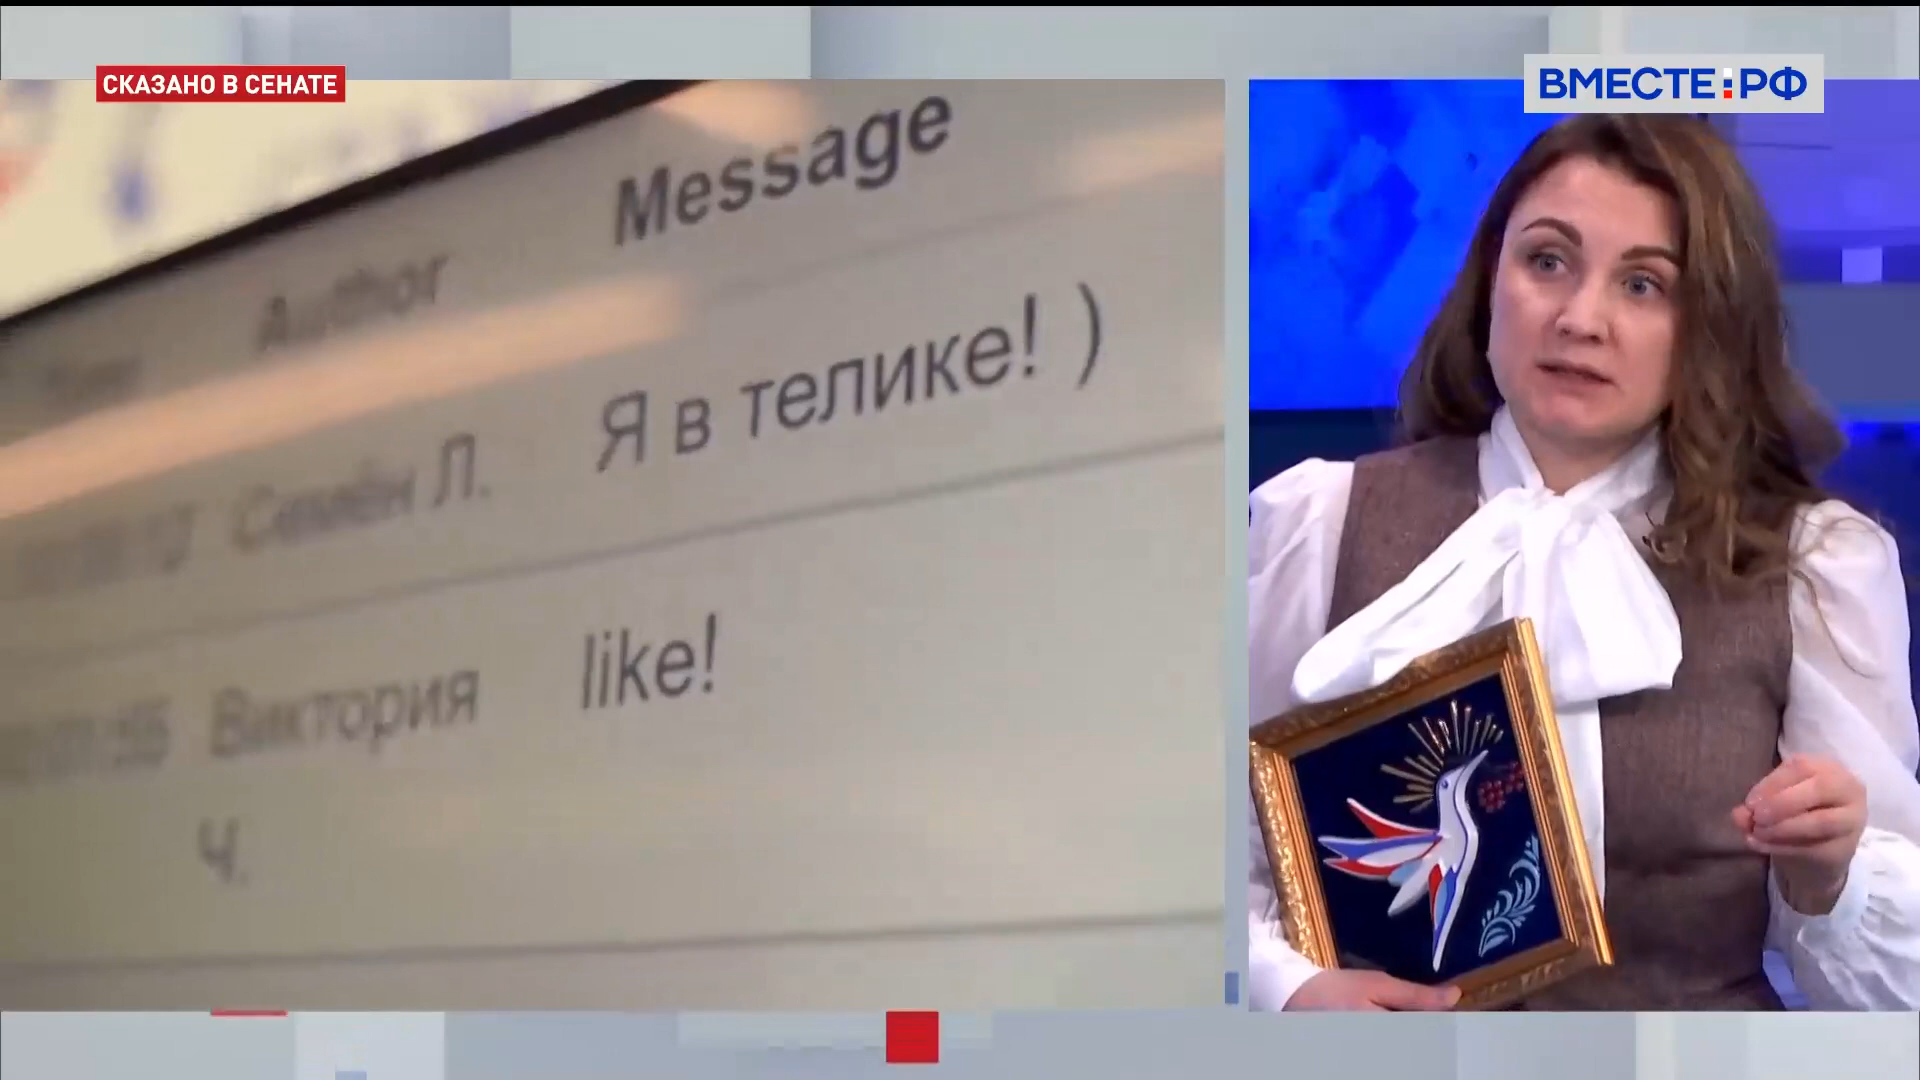 СКАЗАНО В СЕНАТЕ
ВМЕСТЕ:РФ
Author Message
Семён Л. Я в телике! )
Виктория like!
Ч.